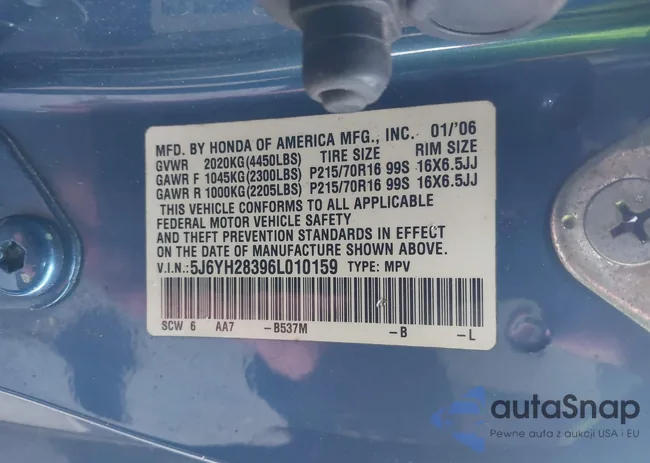 MFD. BY HONDA OF AMERICA MFG., INC. 01/'06
GVWR 2020KG(4450LBS) TIRE SIZE RIM SIZE
GAWR F 1045KG(2300LBS) P215/70R16 99S 16X6.5JJ
GAWR R 1000KG(2205LBS) P215/70R16 99S 16X6.5JJ
THIS VEHICLE CONFORMS TO ALL APPLICABLE
FEDERAL MOTOR VEHICLE SAFETY
AND THEFT PREVENTION STANDARDS IN EFFECT
ON THE DATE OF MANUFACTURE SHOWN ABOVE.
V.I.N.: 5J6YH28396L010159 TYPE: MPV
SCW 6 AA7 -B537M -B -L
autaSnap
Pewne auta z aukcji USA i EU